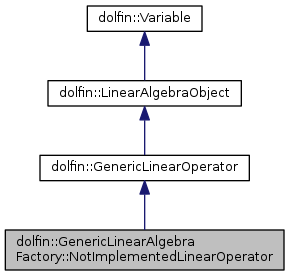 dolfin::Variable
dolfin::LinearAlgebraObject
dolfin::GenericLinearOperator
dolfin::GenericLinearAlgebra
Factory::NotImplementedLinearOperator